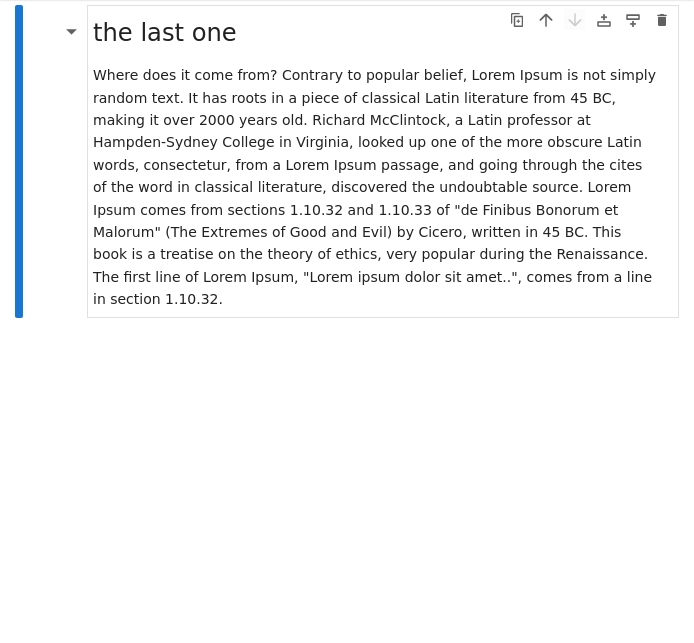 the last one
Where does it come from? Contrary to popular belief, Lorem Ipsum is not simply
random text. It has roots in a piece of classical Latin literature from 45 BC,
making it over 2000 years old. Richard McClintock, a Latin professor at
Hampden-Sydney College in Virginia, looked up one of the more obscure Latin
words, consectetur, from a Lorem Ipsum passage, and going through the cites
of the word in classical literature, discovered the undoubtable source. Lorem
Ipsum comes from sections 1.10.32 and 1.10.33 of "de Finibus Bonorum et
Malorum" (The Extremes of Good and Evil) by Cicero, written in 45 BC. This
book is a treatise on the theory of ethics, very popular during the Renaissance.
The first line of Lorem Ipsum, "Lorem ipsum dolor sit amet..", comes from a line
in section 1.10.32.